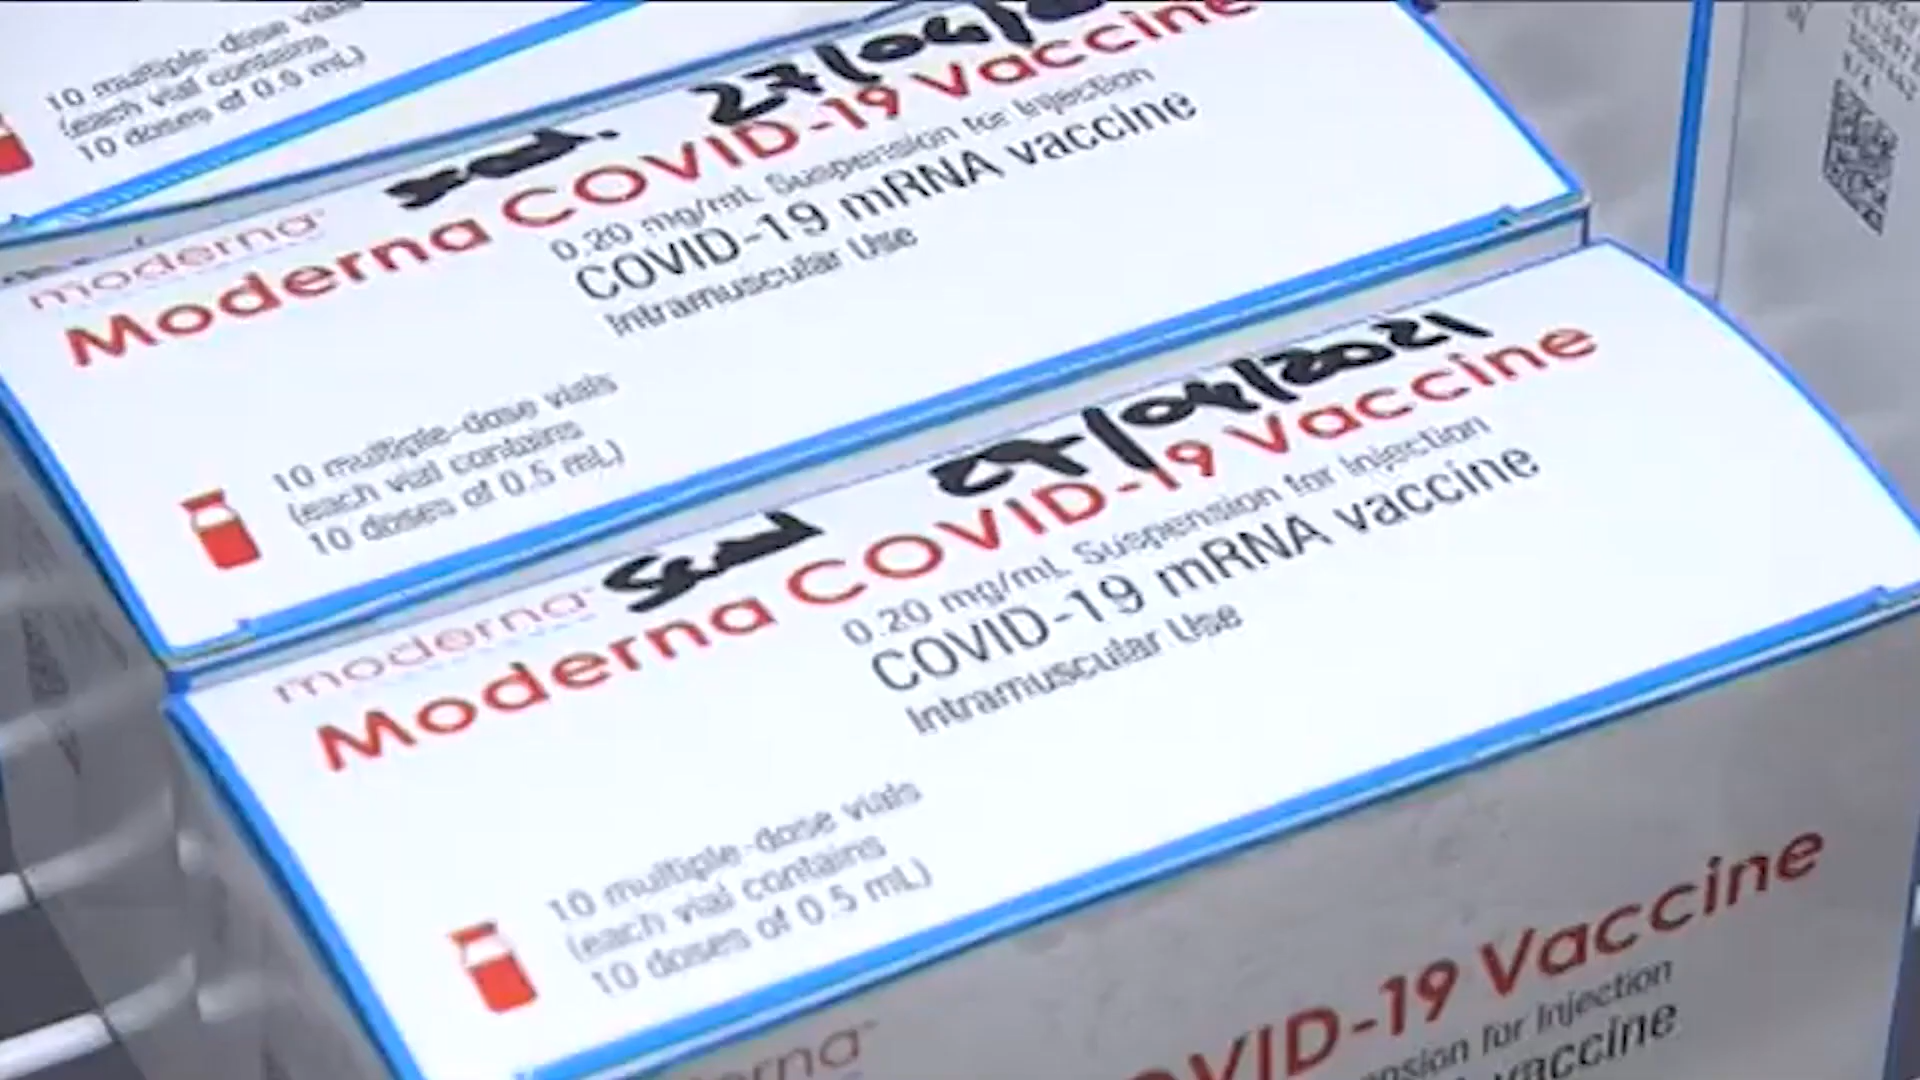 10 multiple-dose vials
(each vial contains
10 doses of 0.5 mL)
27/04/
moderna
Moderna COVID-19 Vaccine
0.20 mg/mL Suspension for Injection
COVID-19 mRNA vaccine
Intramuscular Use
10 multiple-dose vials
(each vial contains
10 doses of 0.5 mL)
27/04/2021
moderna
Moderna COVID-19 Vaccine
0.20 mg/mL Suspension for Injection
COVID-19 mRNA vaccine
Intramuscular Use
10 multiple-dose vials
(each vial contains
10 doses of 0.5 mL)
erna
OVID-19 Vaccine
ension for Injection
vaccine